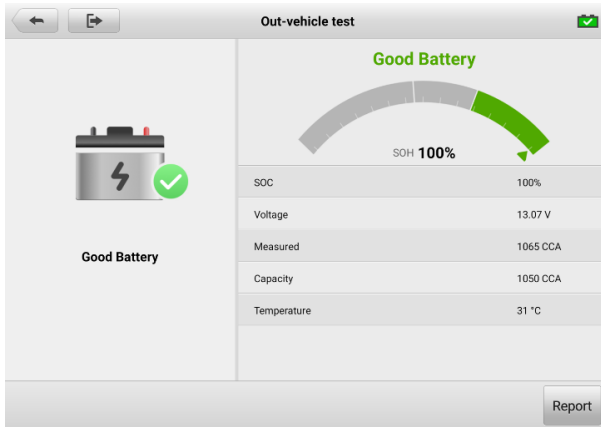 Out-vehicle test
Good Battery
Good Battery
SOH 100%
SOC 100%
Voltage 13.07 V
Measured 1065 CCA
Capacity 1050 CCA
Temperature 31 °C
Report